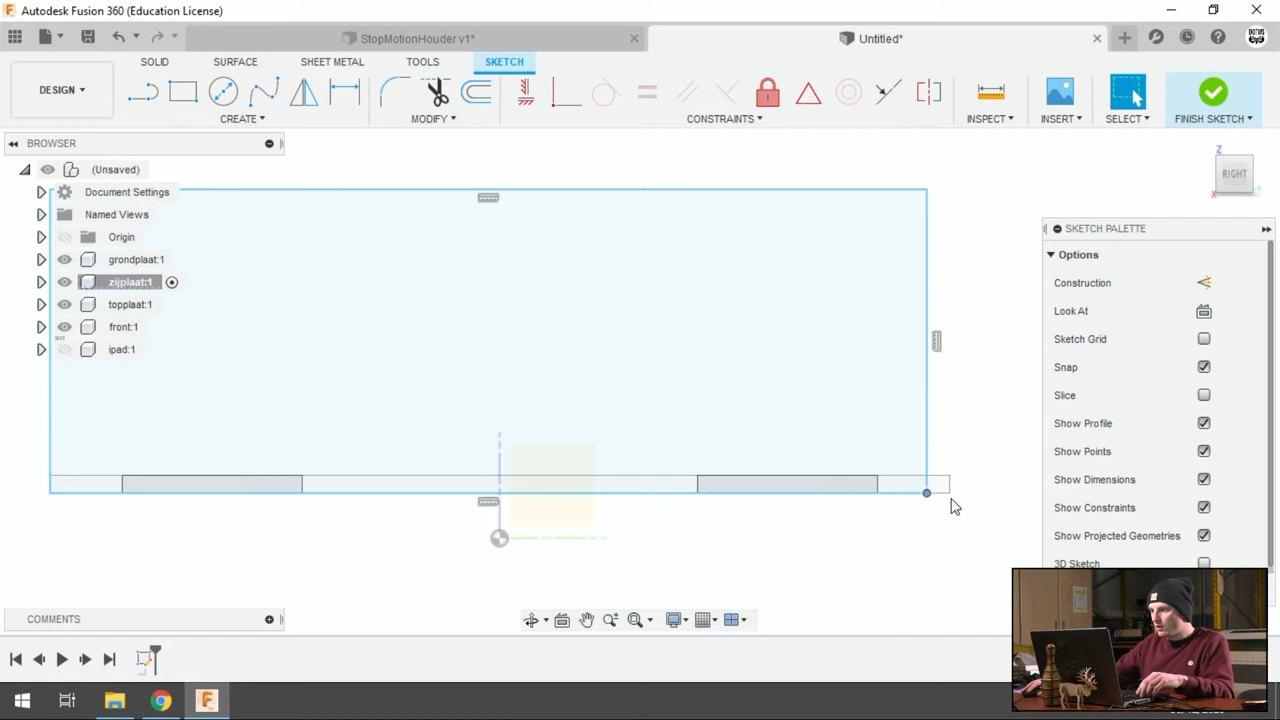 Autodesk Fusion 360 (Education License)
StopMotionHouder v1*
Untitled*
SOLID
SURFACE
SHEET METAL
TOOLS
SKETCH
DESIGN
CREATE
MODIFY
CONSTRAINTS
INSPECT
INSERT
SELECT
FINISH SKETCH
BROWSER
(Unsaved)
Document Settings
Named Views
Origin
grondplaat:1
zijplaat:1
topplaat:1
front:1
ipad:1
Z
RIGHT
X
SKETCH PALETTE
Options
Construction
Look At
Sketch Grid
Snap
Slice
Show Profile
Show Points
Show Dimensions
Show Constraints
Show Projected Geometries
3D Sketch
COMMENTS